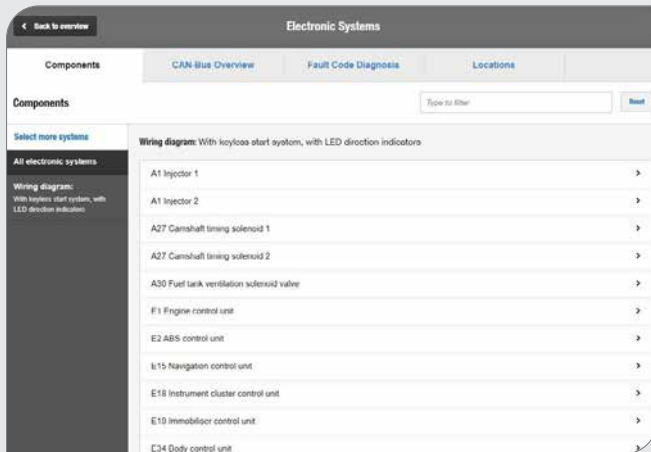 Back to overview
Electronic Systems
Components
CAN-Bus Overview
Fault Code Diagnosis
Locations
Components
Type to filter
Reset
Select more systems
All electronic systems
Wiring diagram:
With keyless start system, with
LED direction indicators
Wiring diagram: With keyless start system, with LED direction indicators
A1 Injector 1
A1 Injector 2
A27 Camshaft timing solenoid 1
A27 Camshaft timing solenoid 2
A30 Fuel tank ventilation solenoid valve
E1 Engine control unit
E2 ABS control unit
E15 Navigation control unit
E18 Instrument cluster control unit
E19 Immobiliser control unit
E34 Body control unit